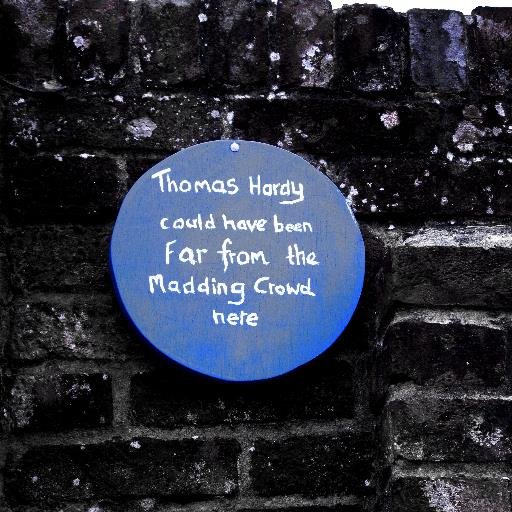 Thomas Hardy
could have been
Far from the
Madding Crowd
here